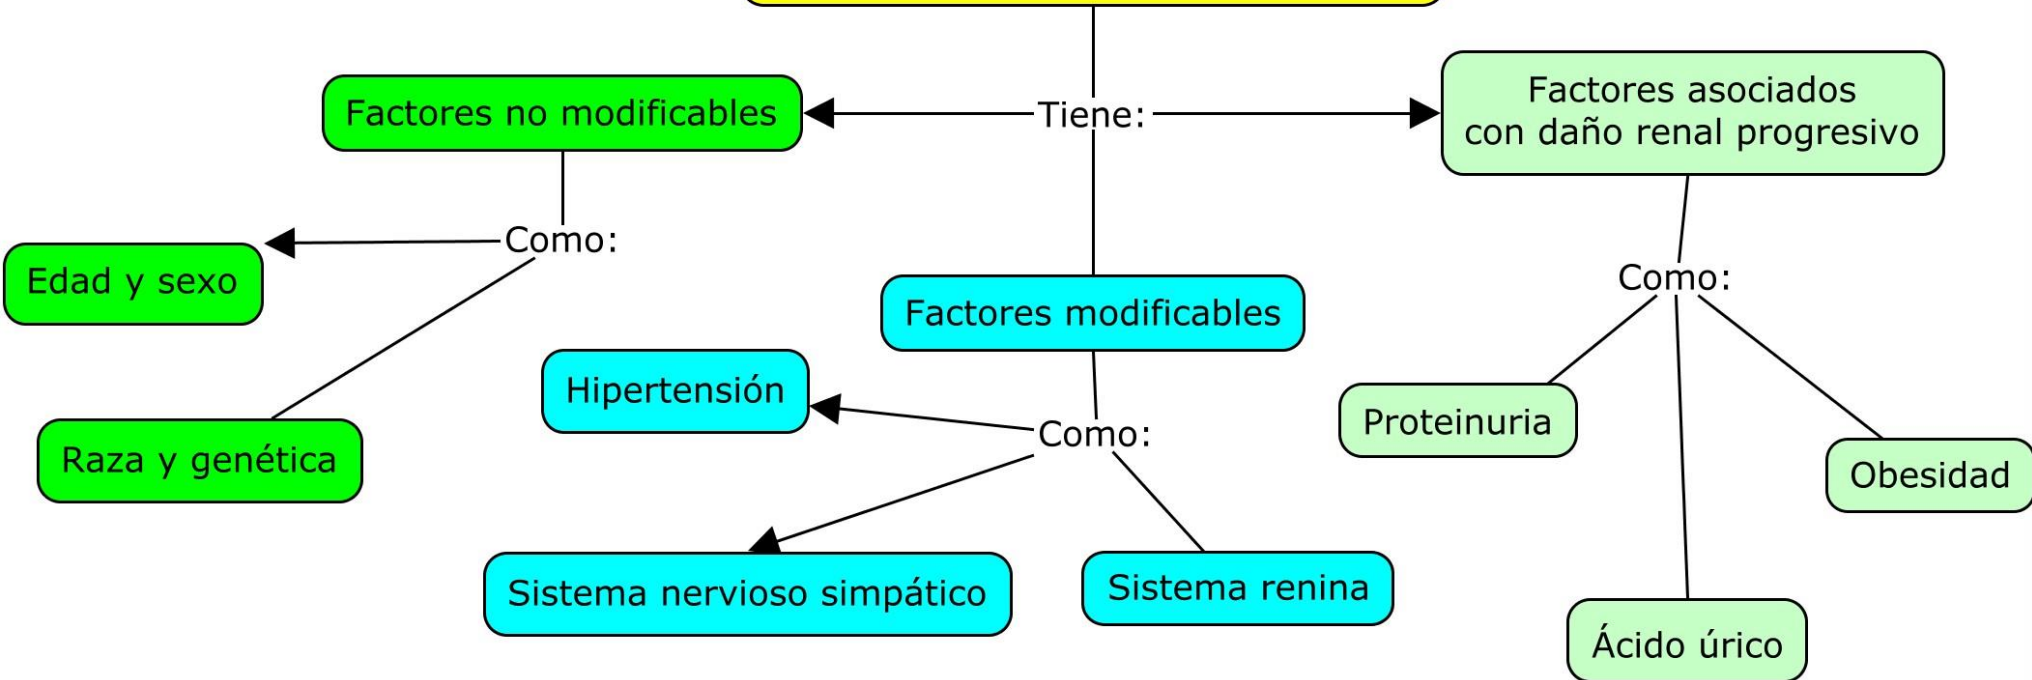 Factores no modificables
Tiene:
Factores asociados
con daño renal progresivo
Como:
Edad y sexo
Raza y genética
Factores modificables
Como:
Hipertensión
Sistema nervioso simpático
Sistema renina
Como:
Proteinuria
Obesidad
Ácido úrico